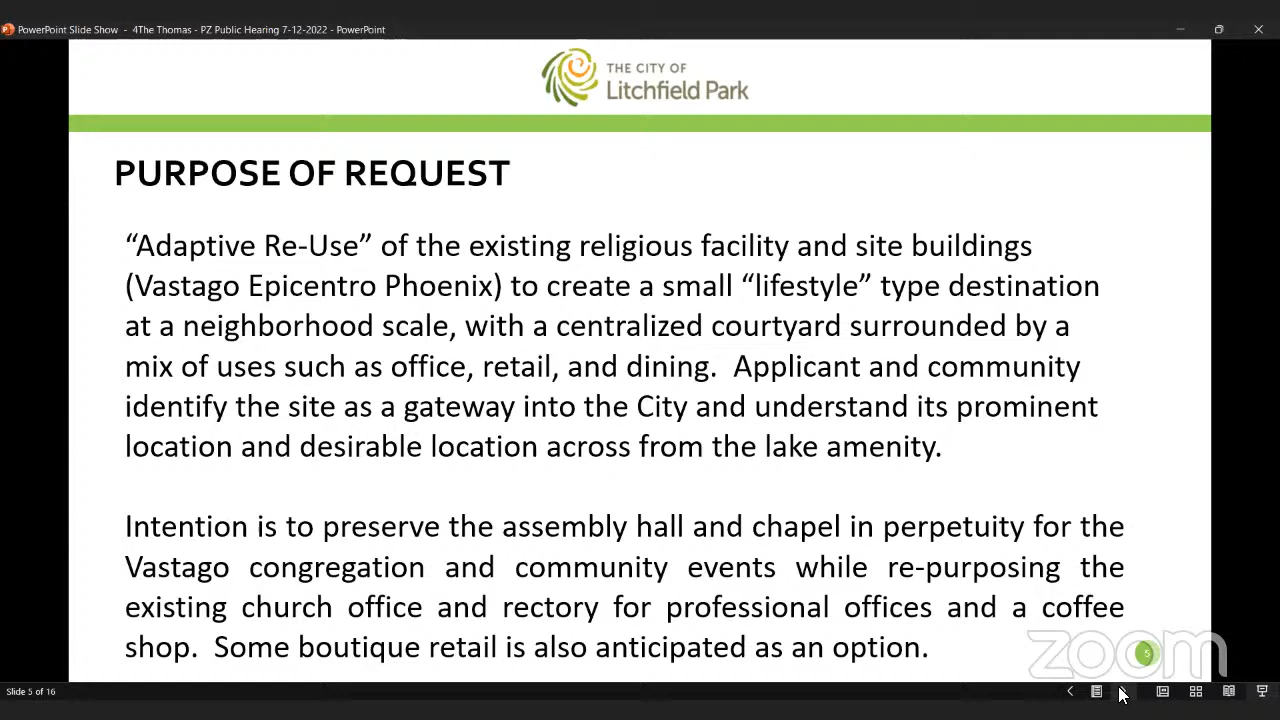 PowerPoint Slide Show - 4The Thomas - PZ Public Hearing 7-12-2022 - PowerPoint
THE CITY OF
Litchfield Park
PURPOSE OF REQUEST
“Adaptive Re-Use” of the existing religious facility and site buildings
(Vastago Epicentro Phoenix) to create a small “lifestyle” type destination
at a neighborhood scale, with a centralized courtyard surrounded by a
mix of uses such as office, retail, and dining.  Applicant and community
identify the site as a gateway into the City and understand its prominent
location and desirable location across from the lake amenity.
Intention is to preserve the assembly hall and chapel in perpetuity for the
Vastago congregation and community events while re-purposing the
existing church office and rectory for professional offices and a coffee
shop.  Some boutique retail is also anticipated as an option.
zoom
5
Slide 5 of 16